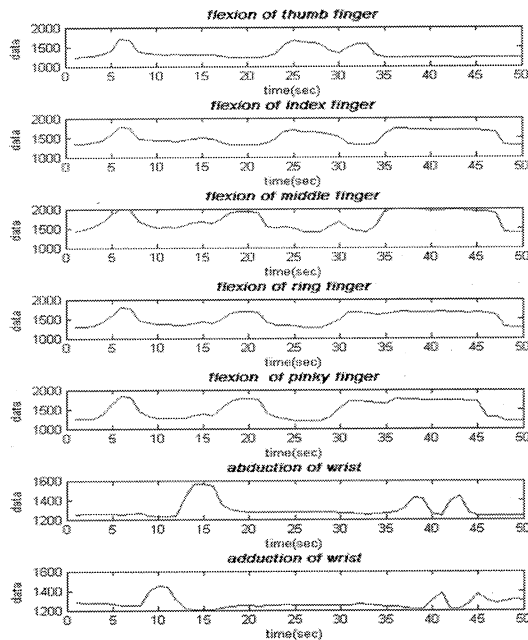 flexion of thumb finger
2000
1500
1000
data
0 5 10 15 20 25 30 35 40 45 50
time(sec)
flexion of index finger
2000
1500
1000
data
0 5 10 15 20 25 30 35 40 45 50
time(sec)
flexion of middle finger
2000
1500
1000
data
0 5 10 15 20 25 30 35 40 45 50
time(sec)
flexion of ring finger
2000
1500
1000
data
0 5 10 15 20 25 30 35 40 45 50
time(sec)
flexion of pinky finger
2000
1500
1000
data
0 5 10 15 20 25 30 35 40 45 50
time(sec)
abduction of wrist
1600
1400
1200
data
0 5 10 15 20 25 30 35 40 45 50
time(sec)
adduction of wrist
1600
1400
1200
data
0 5 10 15 20 25 30 35 40 45 50
time(sec)